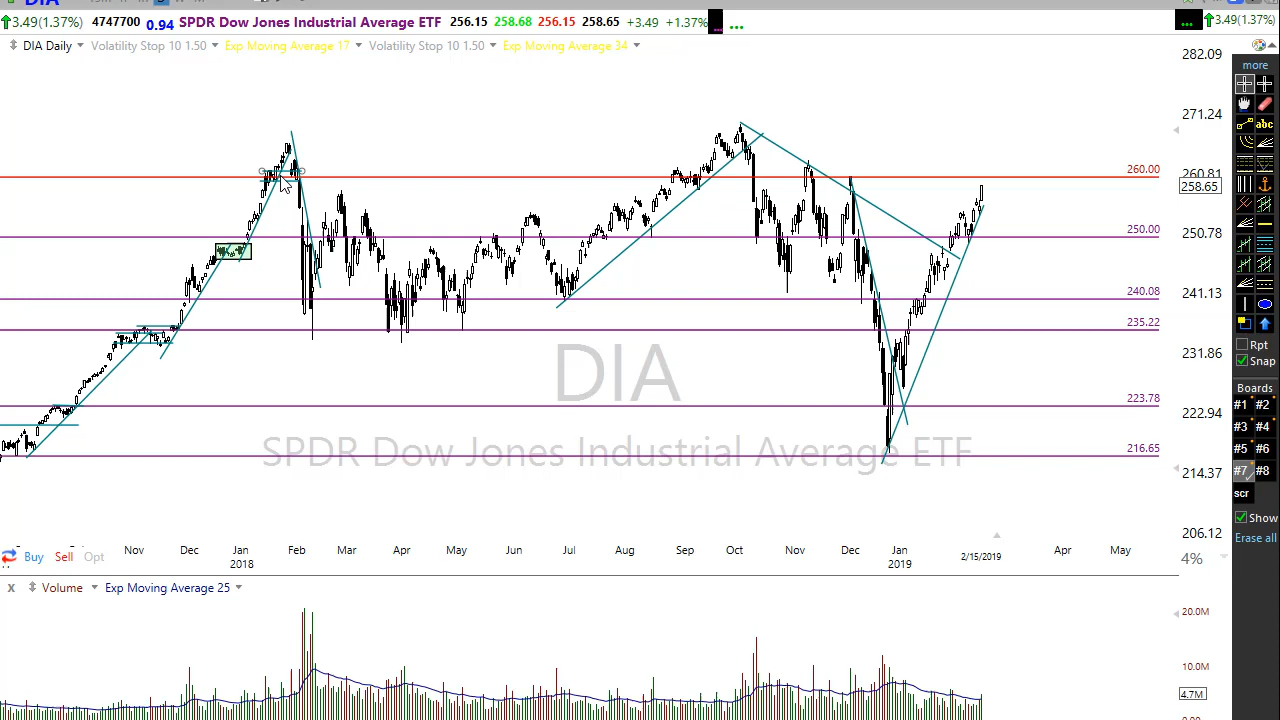 DIA
3.49(1.37%) 4747700 0.94 SPDR Dow Jones Industrial Average ETF 256.15 258.68 256.15 258.65 +3.49 +1.37% ... ... 3.49(1.37%)
DIA Daily Volatility Stop 10 1.50 Exp Moving Average 17 Volatility Stop 10 1.50 Exp Moving Average 34
282.09
more
271.24
abc
260.00
260.81
258.65
250.00
250.78
240.08
241.13
235.22
Rpt
231.86
Snap
DIA
Boards
223.78
#1 #2
222.94
#3 #4
SPDR Dow Jones Industrial Average ETF
216.65
#5 #6
214.37
#7 #8
scr
Show
206.12
Erase all
Buy Sell Opt
Nov Dec Jan Feb Mar Apr May Jun Jul Aug Sep Oct Nov Dec Jan 2/15/2019 Apr May
2018 2019
4%
X Volume Exp Moving Average 25
20.0M
10.0M
4.7M